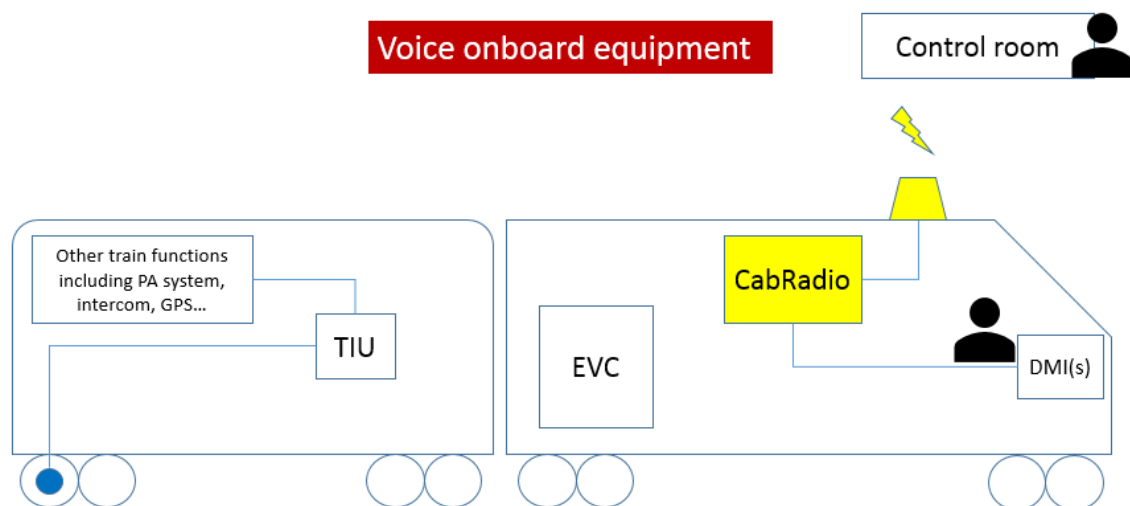 Voice onboard equipment
Control room
Other train functions
including PA system,
intercom, GPS...
CabRadio
TIU
EVC
DMI(s)